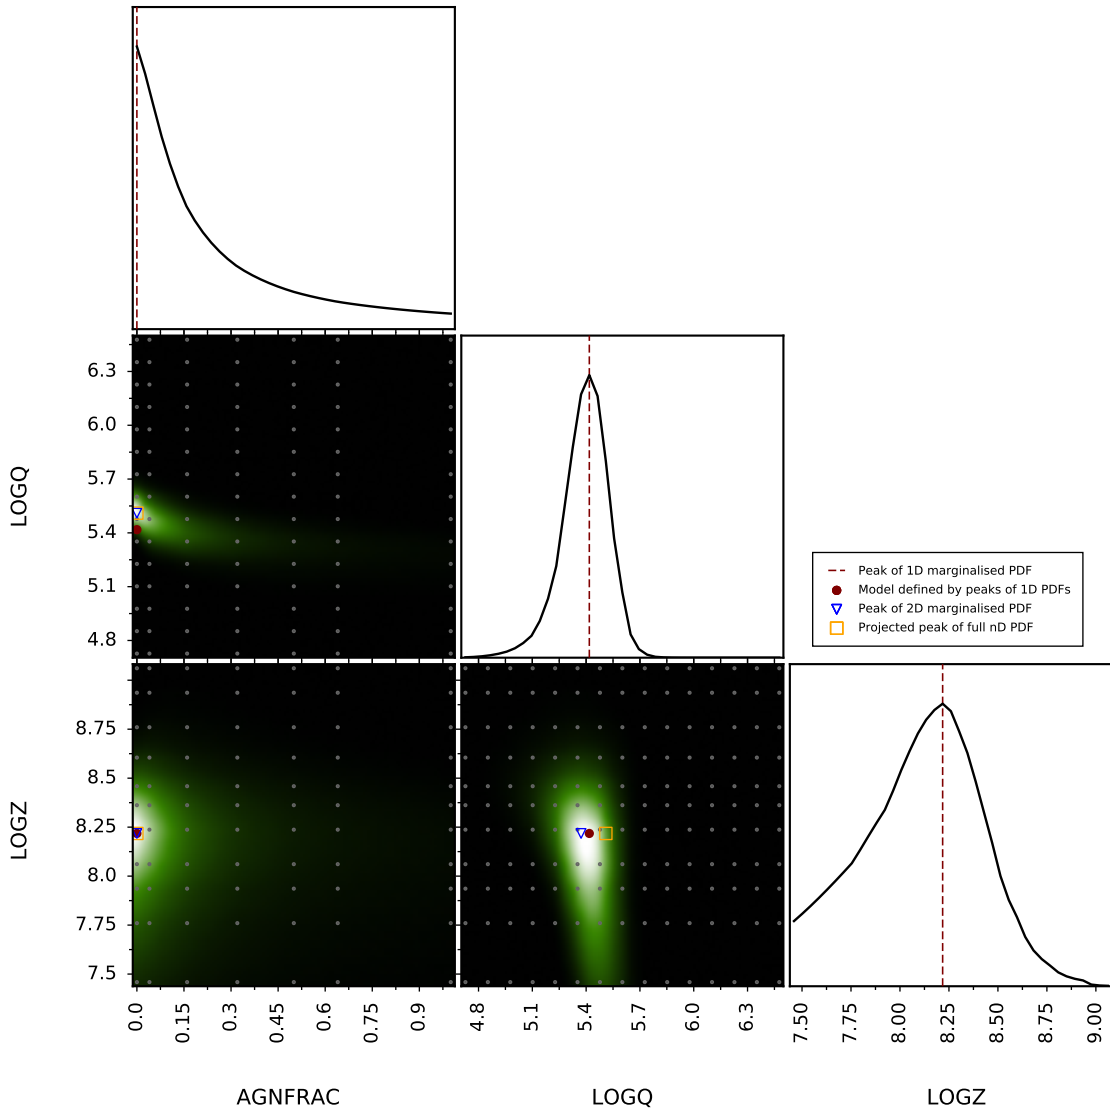 LOGQ
6.3
6.0
5.7
5.4
5.1
4.8
Peak of 1D marginalised PDF
Model defined by peaks of 1D PDFs
Peak of 2D marginalised PDF
Projected peak of full nD PDF
LOGZ
8.75
8.5
8.25
8.0
7.75
7.5
0.0 0.15 0.3 0.45 0.6 0.75 0.9
4.8 5.1 5.4 5.7 6.0 6.3
7.50 7.75 8.00 8.25 8.50 8.75 9.00
AGNFRAC LOGQ LOGZ